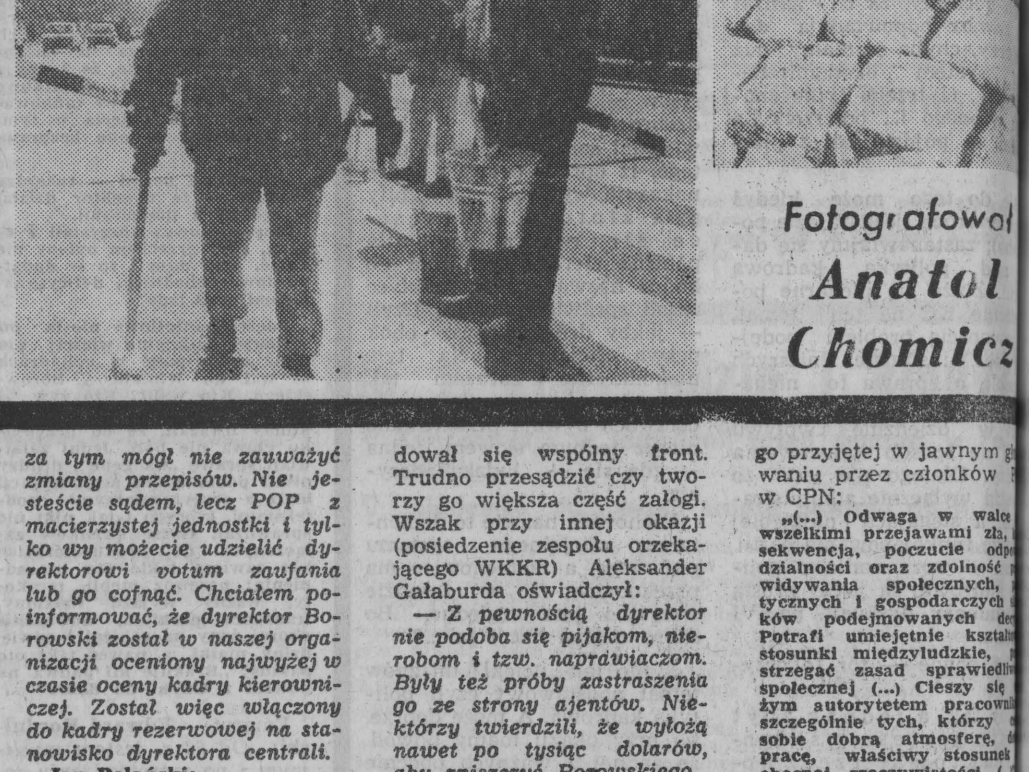 Fotografował
Anatol
Chomicz
za tym mógł nie zauważyć
zmiany przepisów. Nie je-
steście sądem, lecz POP z
macierzystej jednostki i tyl-
ko wy możecie udzielić dy-
rektorowi votum zaufania
lub go cofnąć. Chciałem po-
informować, że dyrektor Bo-
rowski został w naszej orga-
nizacji oceniony najwyżej w
czasie oceny kadry kierowni-
czej. Został więc włączony
do kadry rezerwowej na sta-
nowisko dyrektora centrali.
dował się wspólny front.
Trudno przesądzić czy two-
rzy go większa część załogi.
Wszak przy innej okazji
(posiedzenie zespołu orzeka-
jącego WKKR) Aleksander
Gałaburda oświadczył:
— Z pewnością dyrektor
nie podoba się pijakom, nie-
robom i tzw. naprawiaczom.
Były też próby zastraszenia
go ze strony ajentów. Nie-
którzy twierdzili, że wyłożą
nawet po tysiąc dolarów,
aby zniszczyć Borowskiego.
go przyjętej w jawnym
waniu przez członków
w CPN:
„(...) Odwaga w walce
wszelkimi przejawami zła,
sekwencja, poczucie
działności oraz zdolność
widywania społecznych,
tycznych i gospodarczych
ków podejmowanych
Potrafi umiejętnie
stosunki międzyludzkie,
strzegać zasad
społecznej (...) Cieszy się
żym autorytetem
szczególnie tych, którzy
sobie dobrą atmosferę,
pracę, właściwy stosunek